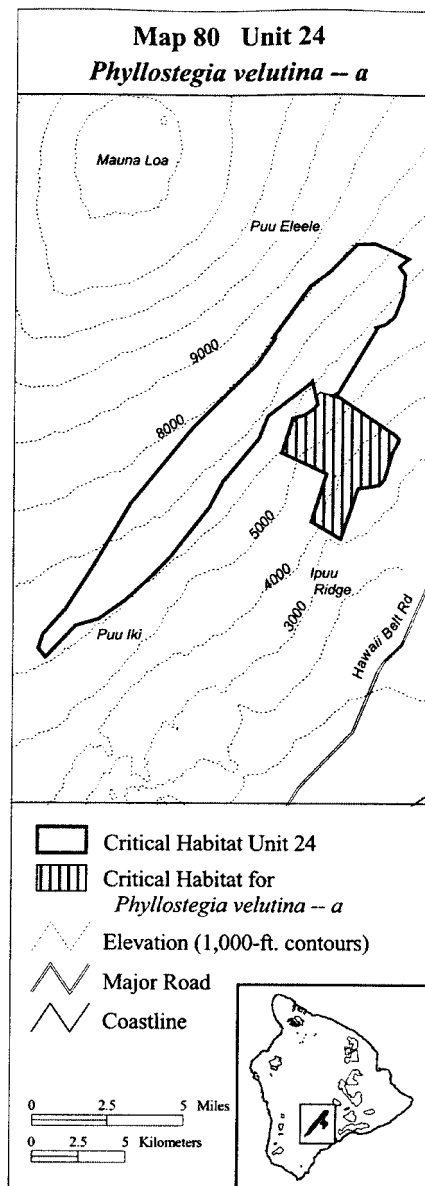 Map 80 Unit 24
Phyllostegia velutina -- a
Mauna Loa
Puu Eleele
9000
8000
5000
4000
3000
Ipuu
Ridge
Puu Iki
Hawaii Belt Rd
Critical Habitat Unit 24
Critical Habitat for
Phyllostegia velutina -- a
Elevation (1,000-ft. contours)
Major Road
Coastline
0 2.5 5 Miles
0 2.5 5 Kilometers